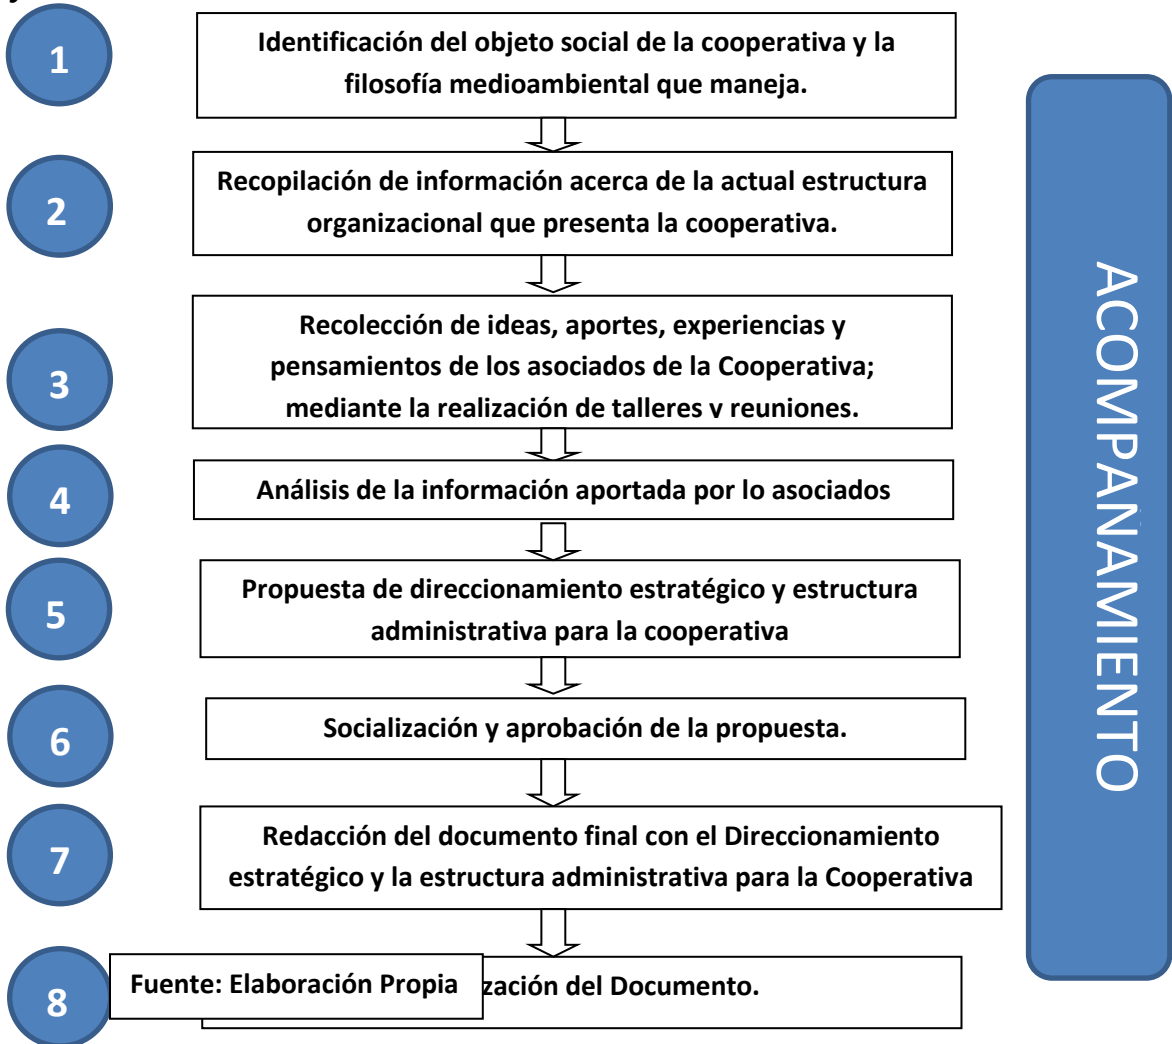 1
Identificación del objeto social de la cooperativa y la
filosofía medioambiental que maneja.
2
Recopilación de información acerca de la actual estructura
organizacional que presenta la cooperativa.
3
Recolección de ideas, aportes, experiencias y
pensamientos de los asociados de la Cooperativa;
mediante la realización de talleres y reuniones.
4
Análisis de la información aportada por lo asociados
5
Propuesta de direccionamiento estratégico y estructura
administrativa para la cooperativa
6
Socialización y aprobación de la propuesta.
7
Redacción del documento final con el Direccionamiento
estratégico y la estructura administrativa para la Cooperativa
8
Fuente: Elaboración Propia
zación del Documento.
ACOMPAÑAMIENTO